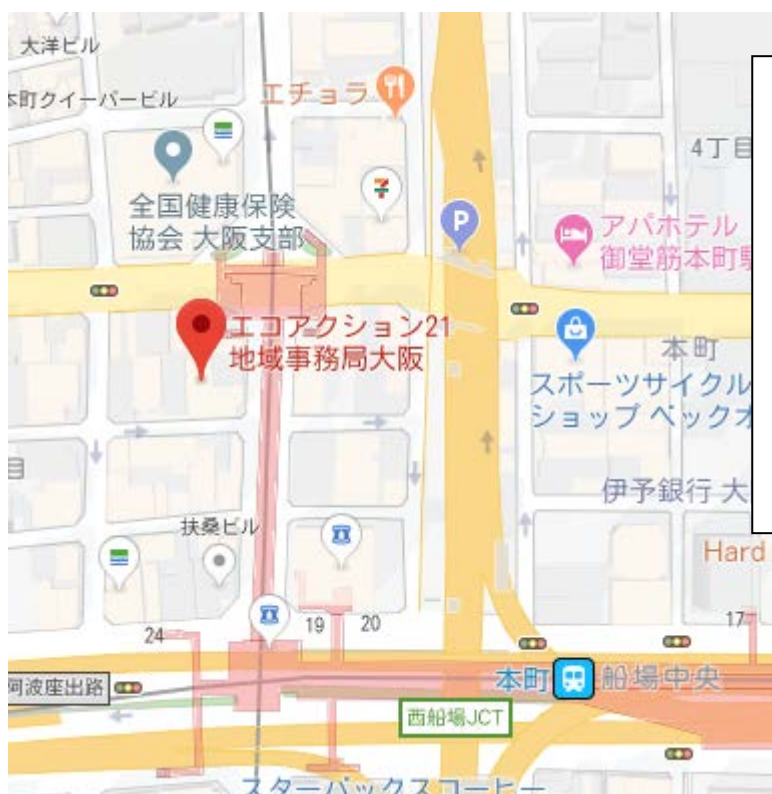 大洋ビル
本町クイーパービル
エチョラ
4丁目
全国健康保険
協会 大阪支部
P
アパホテル
御堂筋本町駅
エコアクション21
地域事務局大阪
本町
スポーツサイクル
ショップ ベックオ
目
伊予銀行 大
扶桑ビル
Hard
24
19
20
17
阿波座出路
本町
船場中央
西船場JCT
スターバックスコーヒー